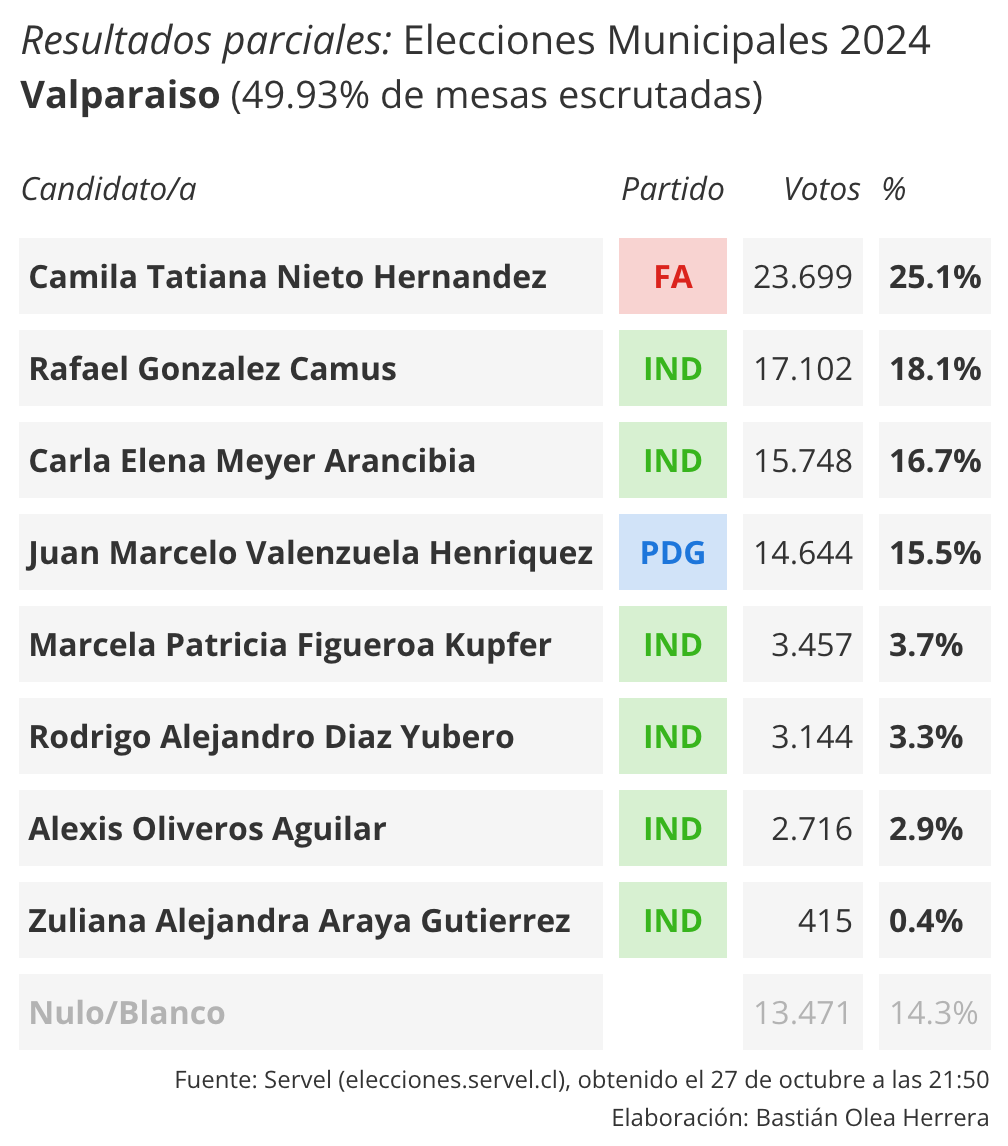 Resultados parciales: Elecciones Municipales 2024
Valparaiso (49.93% de mesas escrutadas)
Candidato/a Partido Votos %
Camila Tatiana Nieto Hernandez FA 23.699 25.1%
Rafael Gonzalez Camus IND 17.102 18.1%
Carla Elena Meyer Arancibia IND 15.748 16.7%
Juan Marcelo Valenzuela Henriquez PDG 14.644 15.5%
Marcela Patricia Figueroa Kupfer IND 3.457 3.7%
Rodrigo Alejandro Diaz Yubero IND 3.144 3.3%
Alexis Oliveros Aguilar IND 2.716 2.9%
Zuliana Alejandra Araya Gutierrez IND 415 0.4%
Nulo/Blanco 13.471 14.3%
Fuente: Servel (elecciones.servel.cl), obtenido el 27 de octubre a las 21:50
Elaboración: Bastián Olea Herrera